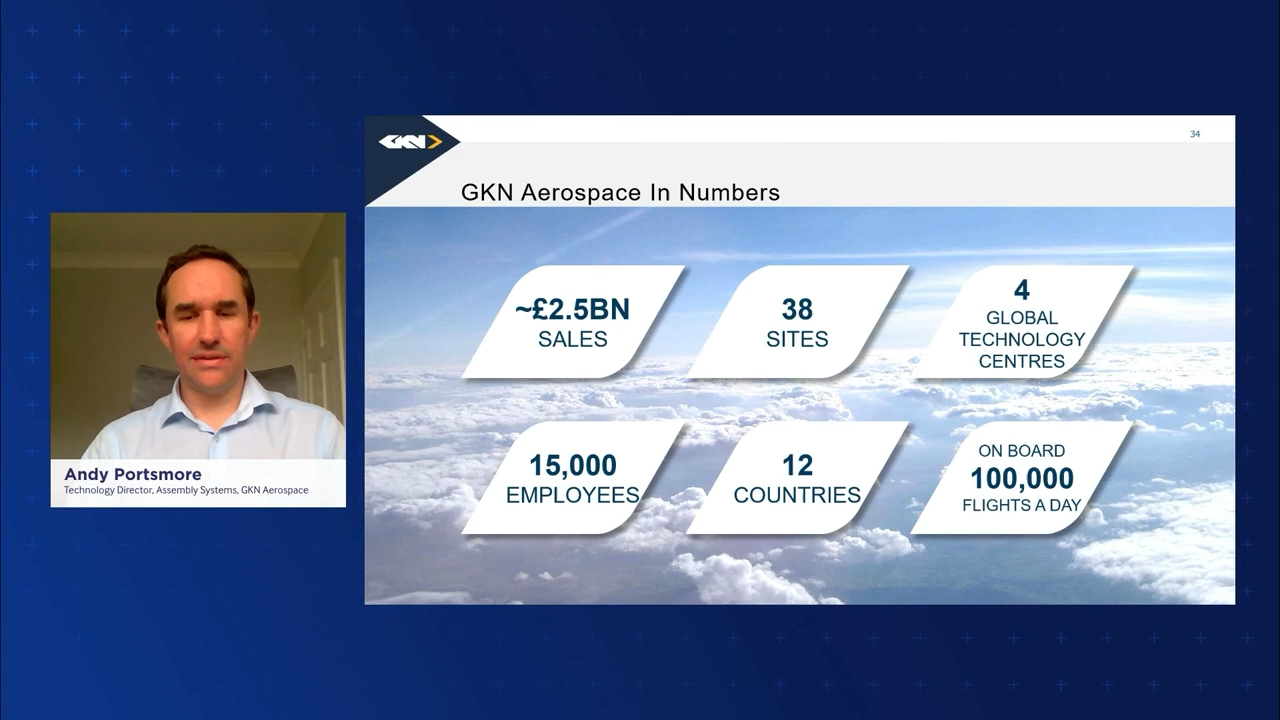 GKN
34
GKN Aerospace In Numbers
~£2.5BN
SALES
38
SITES
4
GLOBAL
TECHNOLOGY
CENTRES
15,000
EMPLOYEES
12
COUNTRIES
ON BOARD
100,000
FLIGHTS A DAY
Andy Portsmore
Technology Director, Assembly Systems, GKN Aerospace